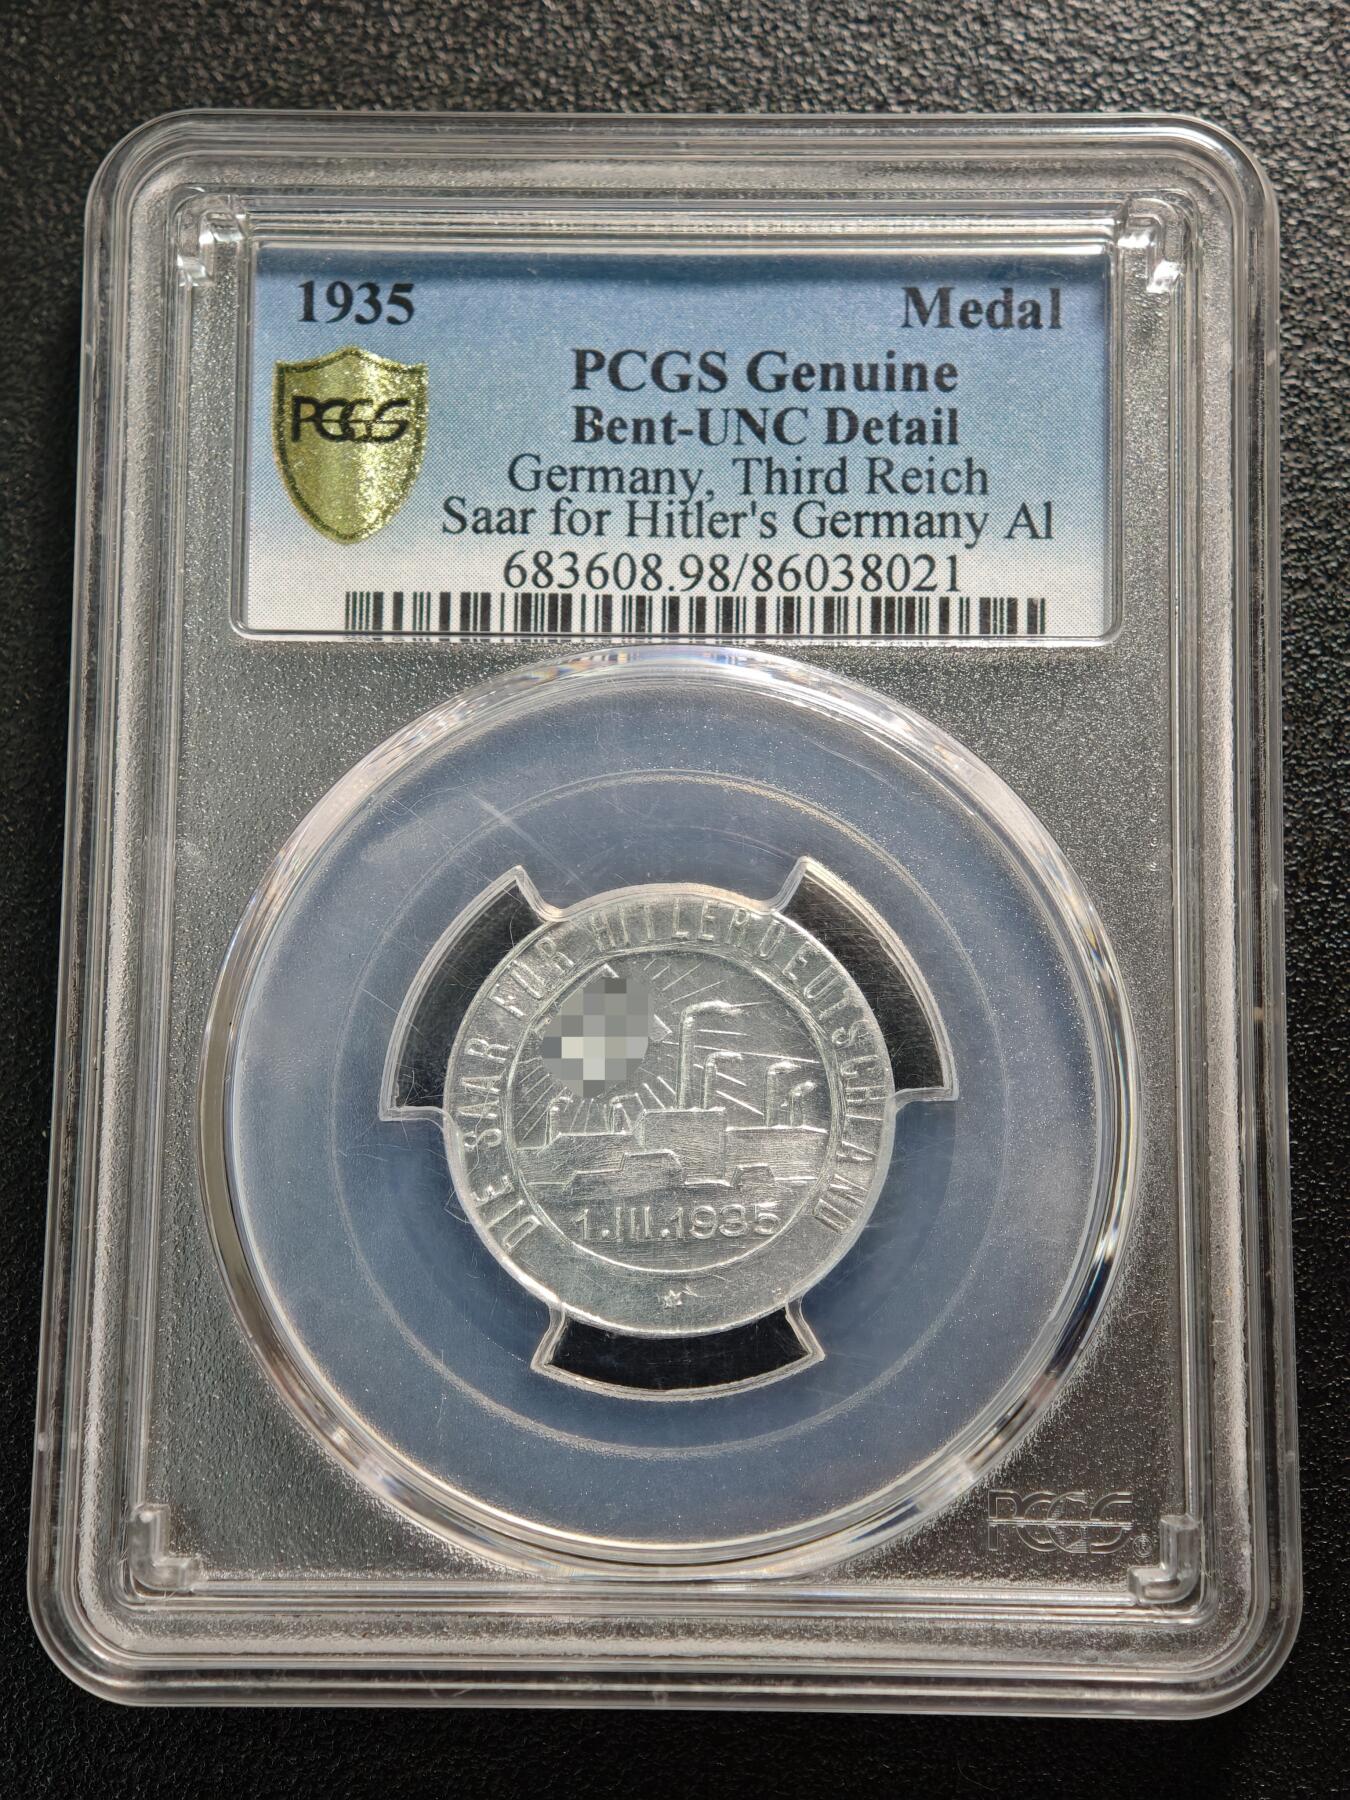 1935 Medal
PCGS Genuine
PCGS
Bent-UNC Detail
Germany, Third Reich
Saar for Hitler's Germany Al
683608.98/86038021
DIE SAAR FÜR HITLERDEUTSCHLAND
1.III.1935
PCGS